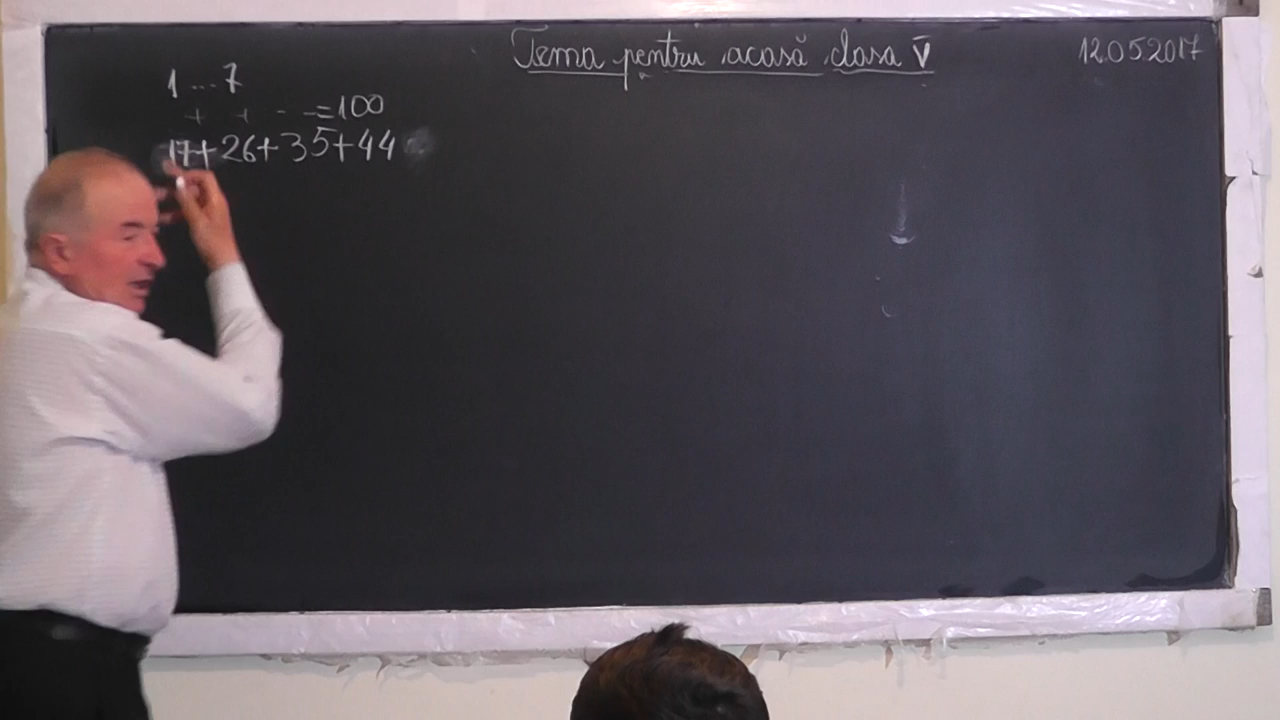 Tema pentru acasă clasa V
12.05.2017
1 ... 7
+ + - - = 100
17+26+35+44